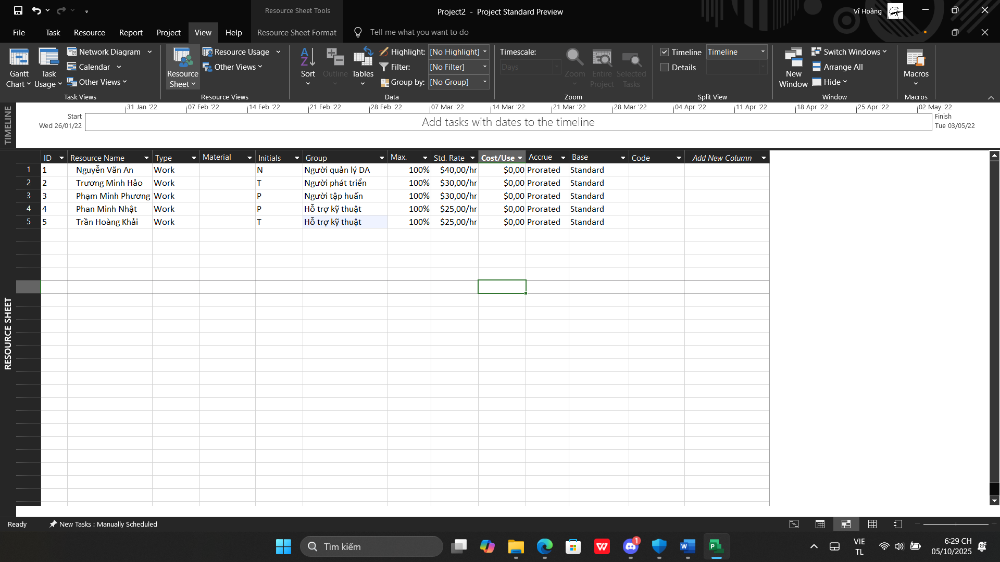 Resource Sheet Tools
Project2 - Project Standard Preview
Vĩ Hoàng
File Task Resource Report Project View Help Resource Sheet Format Tell me what you want to do
Gantt Chart
Task Usage
Network Diagram
Calendar
Other Views
Task Views
Resource Sheet
Resource Usage
Other Views
Resource Views
Sort
Outline
Tables
Highlight: [No Highlight]
Filter: [No Filter]
Group by: [No Group]
Data
Timescale:
Days
Zoom
Entire Project
Selected Tasks
Zoom
Timeline Timeline
Details
Split View
New Window
Switch Windows
Arrange All
Hide
Window
Macros
Macros
TIMELINE
31 Jan '22 07 Feb '22 14 Feb '22 21 Feb '22 28 Feb '22 07 Mar '22 14 Mar '22 21 Mar '22 28 Mar '22 04 Apr '22 11 Apr '22 18 Apr '22 25 Apr '22 02 May '22
Start
Wed 26/01/22
Add tasks with dates to the timeline
Finish
Tue 03/05/22
ID Resource Name Type Material Initials Group Max. Std. Rate Cost/Use Accrue Base Code Add New Column
1 1 Nguyễn Văn An Work N Người quản lý DA 100% $40,00/hr $0,00 Prorated Standard
2 2 Trương Minh Hảo Work T Người phát triển 100% $30,00/hr $0,00 Prorated Standard
3 3 Phạm Minh Phương Work P Người tập huấn 100% $30,00/hr $0,00 Prorated Standard
4 4 Phan Minh Nhật Work P Hỗ trợ kỹ thuật 100% $25,00/hr $0,00 Prorated Standard
5 5 Trần Hoàng Khải Work T Hỗ trợ kỹ thuật 100% $25,00/hr $0,00 Prorated Standard
RESOURCE SHEET
Ready New Tasks : Manually Scheduled
Tìm kiếm
1
VIE
TL
6:29 CH
05/10/2025